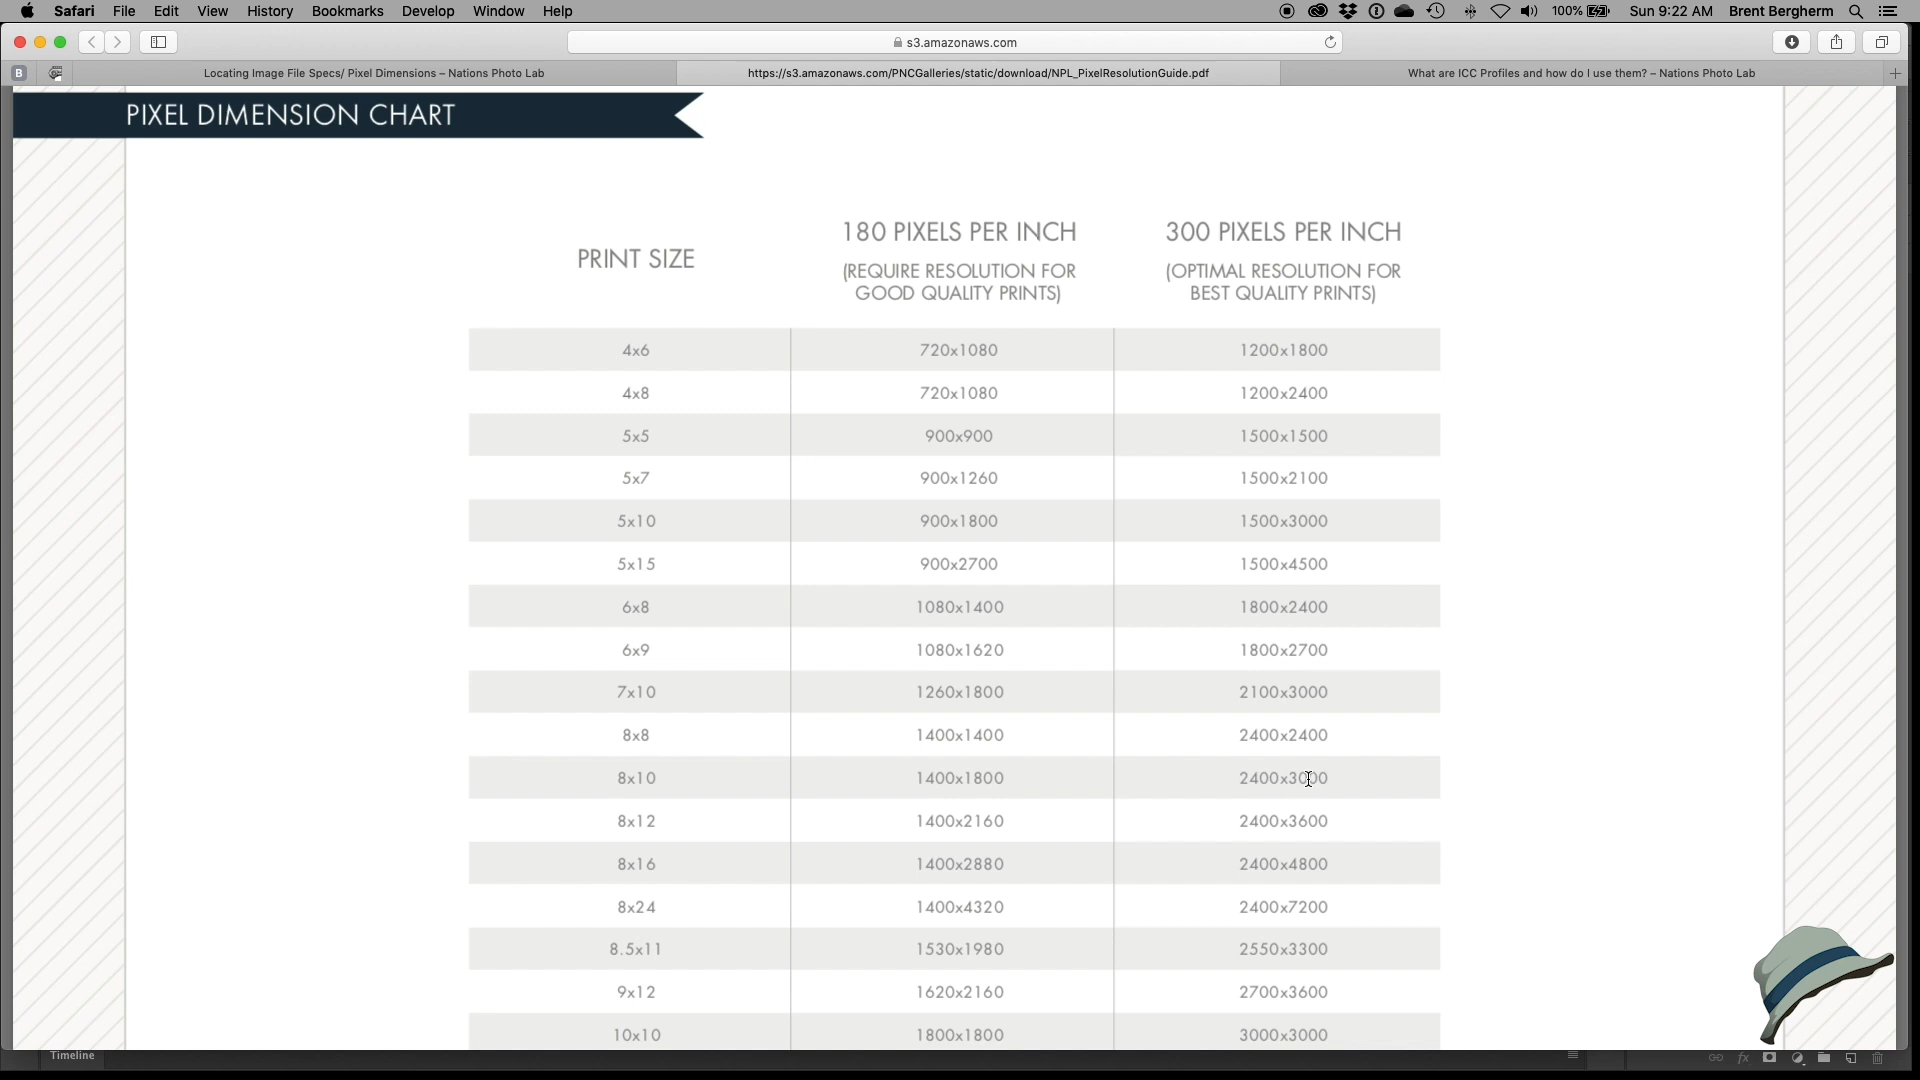 Safari File Edit View History Bookmarks Develop Window Help 100% Sun 9:22 AM Brent Bergherm
s3.amazonaws.com
B Locating Image File Specs/ Pixel Dimensions – Nations Photo Lab https://s3.amazonaws.com/PNCGalleries/static/download/NPL_PixelResolutionGuide.pdf What are ICC Profiles and how do I use them? – Nations Photo Lab
PIXEL DIMENSION CHART
PRINT SIZE
180 PIXELS PER INCH
(REQUIRE RESOLUTION FOR
GOOD QUALITY PRINTS)
300 PIXELS PER INCH
(OPTIMAL RESOLUTION FOR
BEST QUALITY PRINTS)
4x6 720x1080 1200x1800
4x8 720x1080 1200x2400
5x5 900x900 1500x1500
5x7 900x1260 1500x2100
5x10 900x1800 1500x3000
5x15 900x2700 1500x4500
6x8 1080x1400 1800x2400
6x9 1080x1620 1800x2700
7x10 1260x1800 2100x3000
8x8 1400x1400 2400x2400
8x10 1400x1800 2400x3000
8x12 1400x2160 2400x3600
8x16 1400x2880 2400x4800
8x24 1400x4320 2400x7200
8.5x11 1530x1980 2550x3300
9x12 1620x2160 2700x3600
10x10 1800x1800 3000x3000
Timeline fx